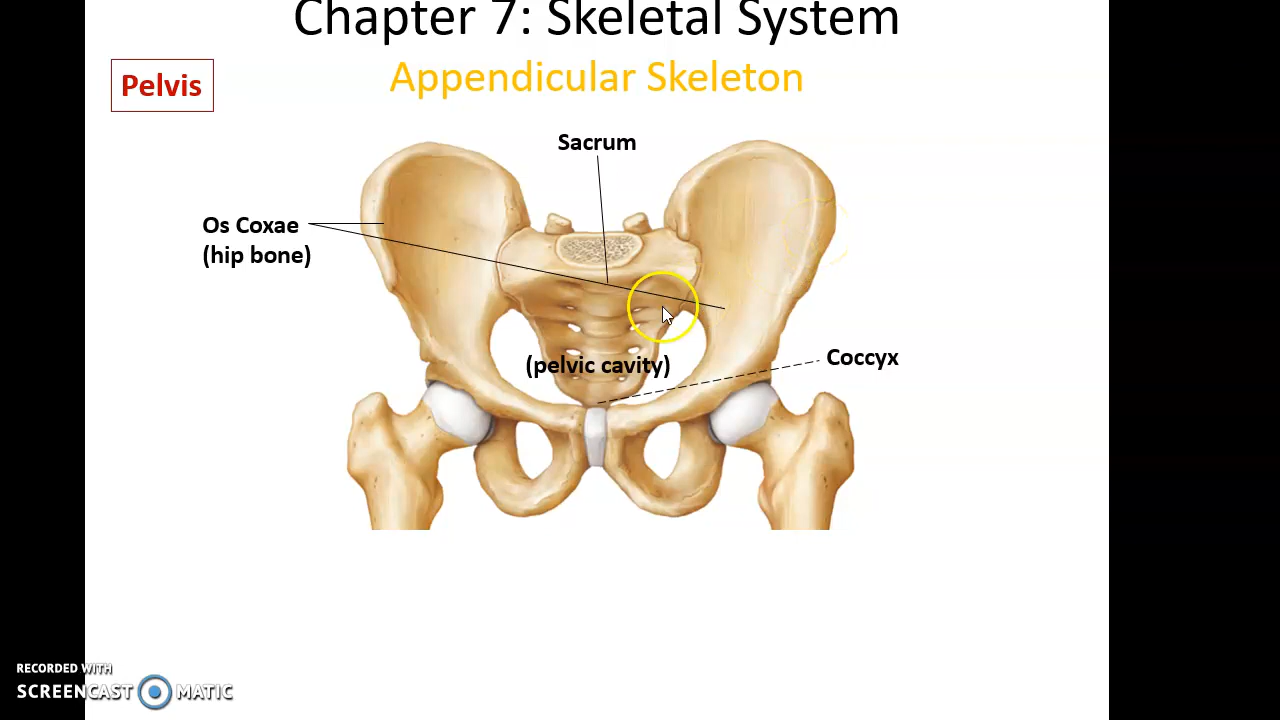 Chapter 7: Skeletal System
Appendicular Skeleton
Pelvis
Sacrum
Os Coxae
(hip bone)
(pelvic cavity)
Coccyx
RECORDED WITH
SCREENCAST MATIC